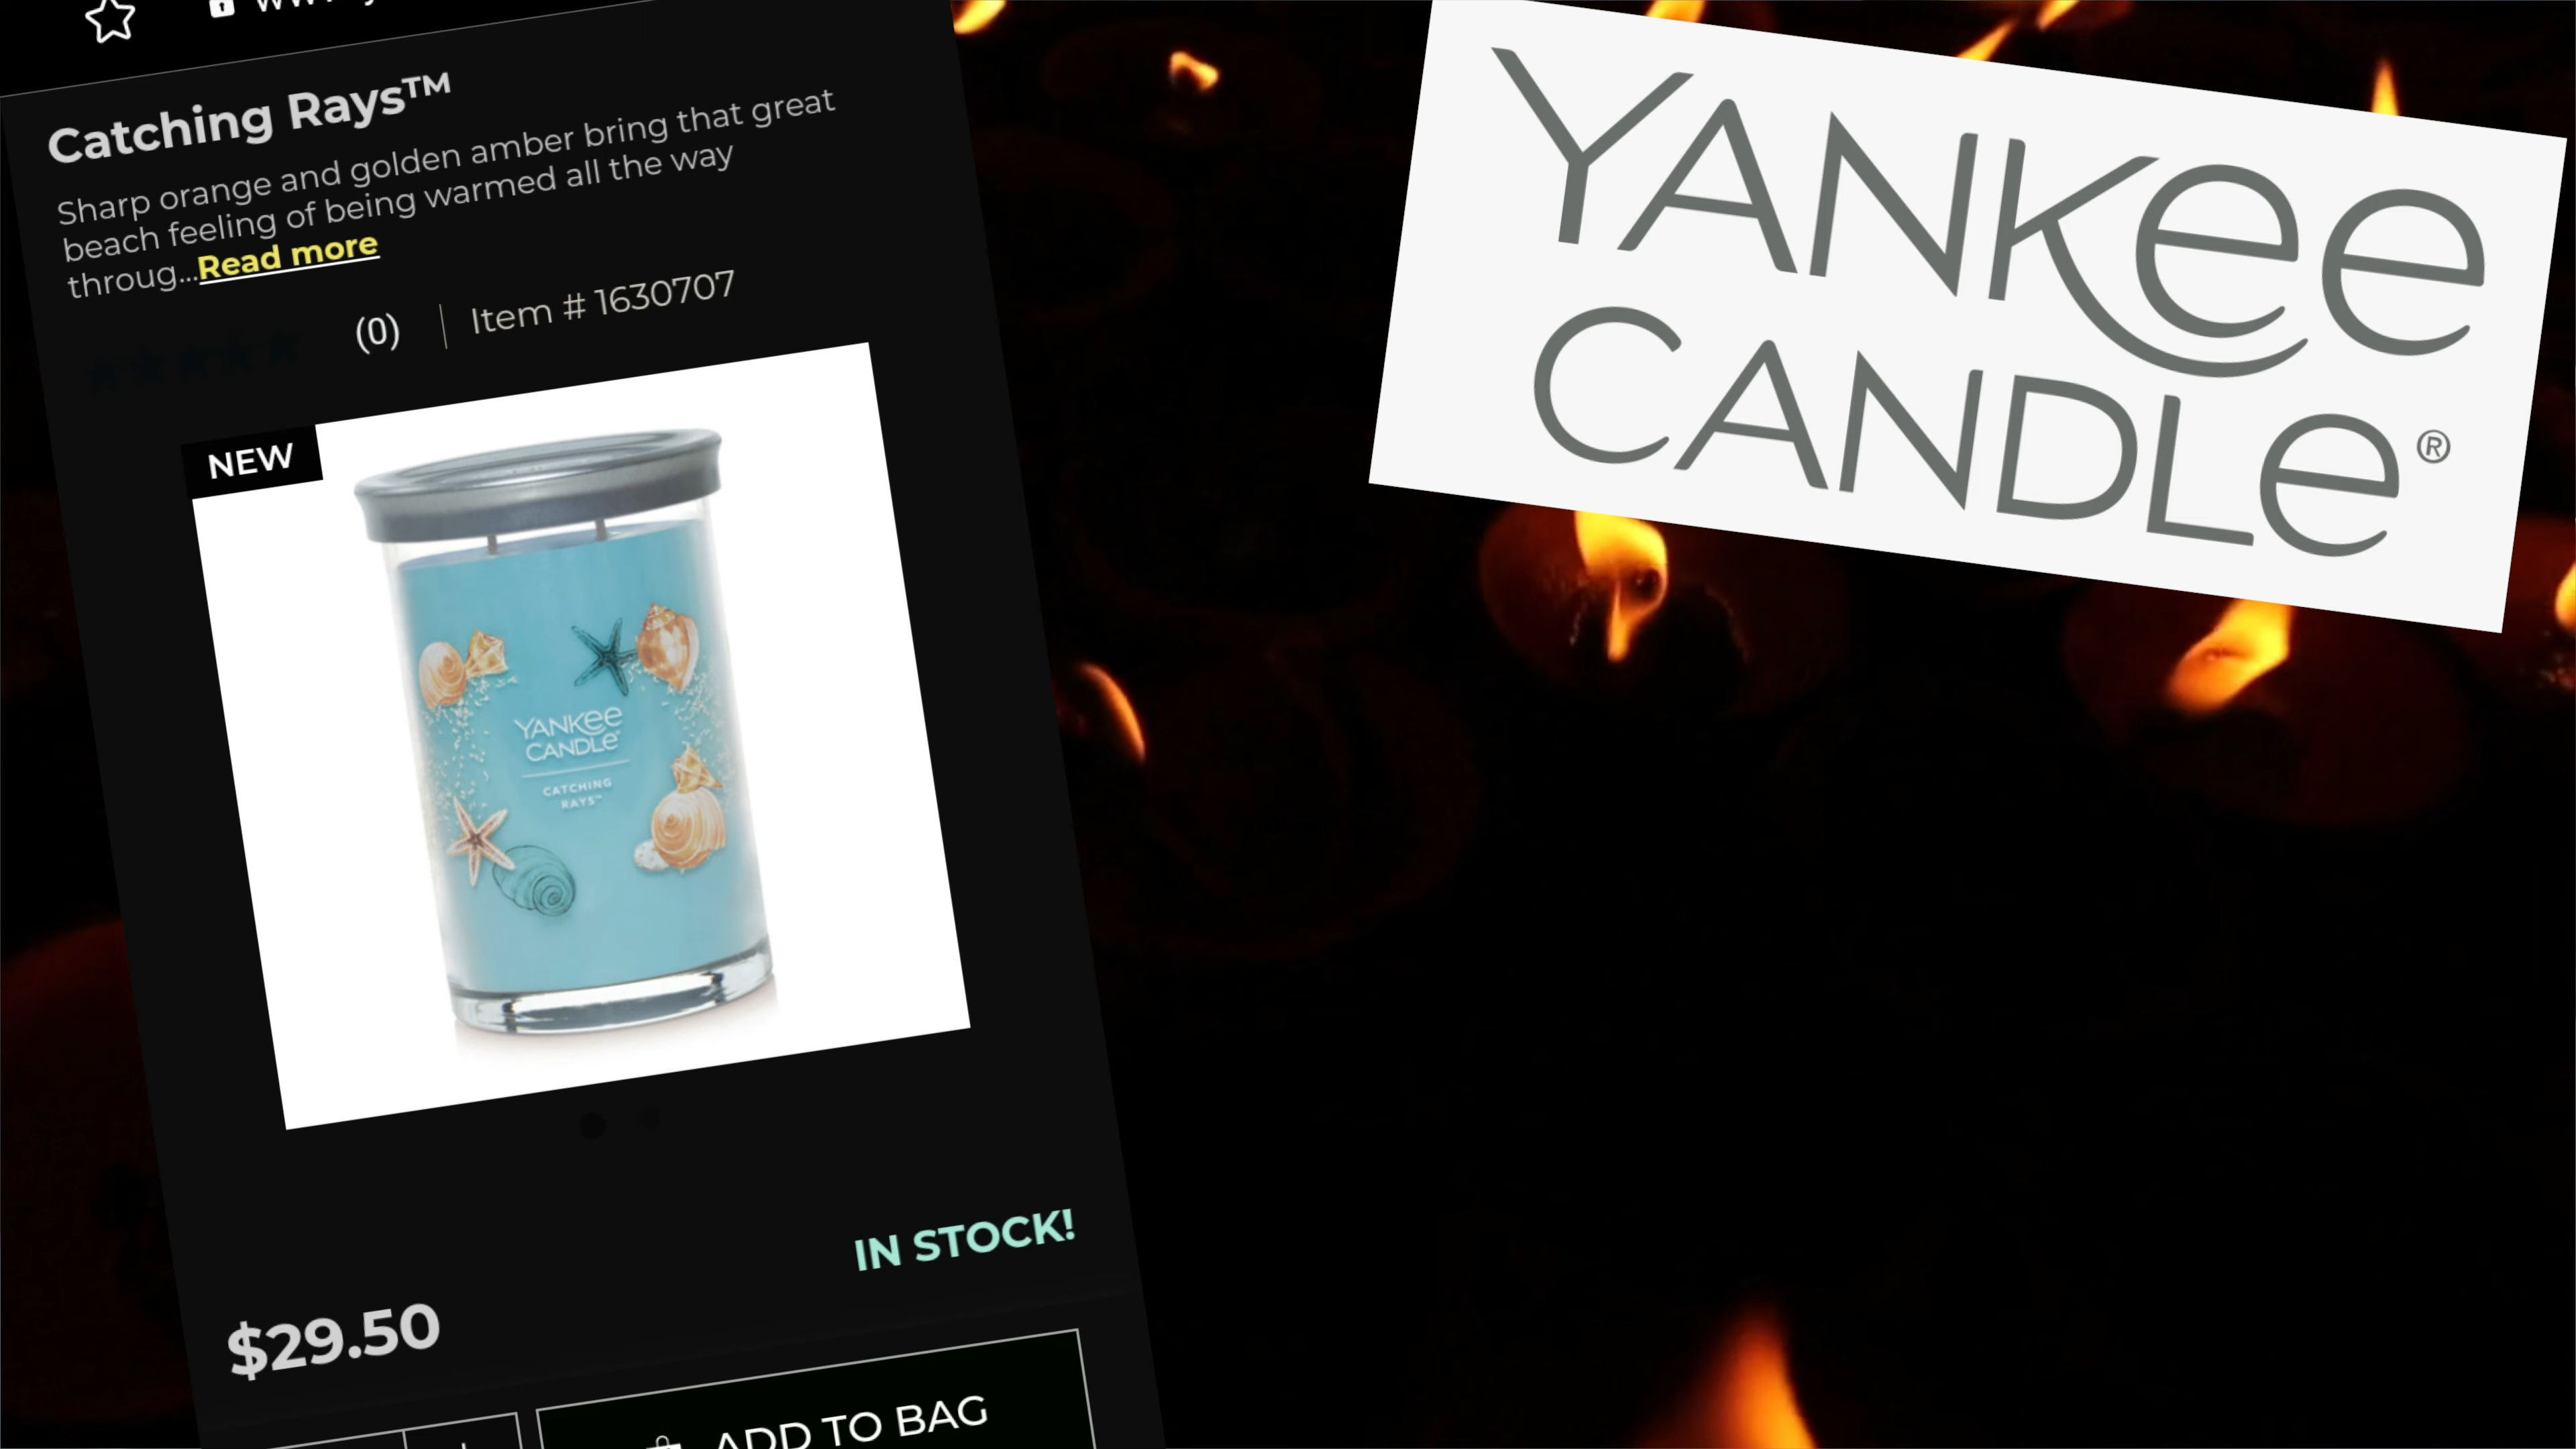 Catching Rays™
Sharp orange and golden amber bring that great
beach feeling of being warmed all the way
throug...Read more
(0) | Item # 1630707
NEW
YANKee
CANDLe
CATCHING
RAYS™
IN STOCK!
$29.50
ADD TO BAG
YANKee
CANDLe®